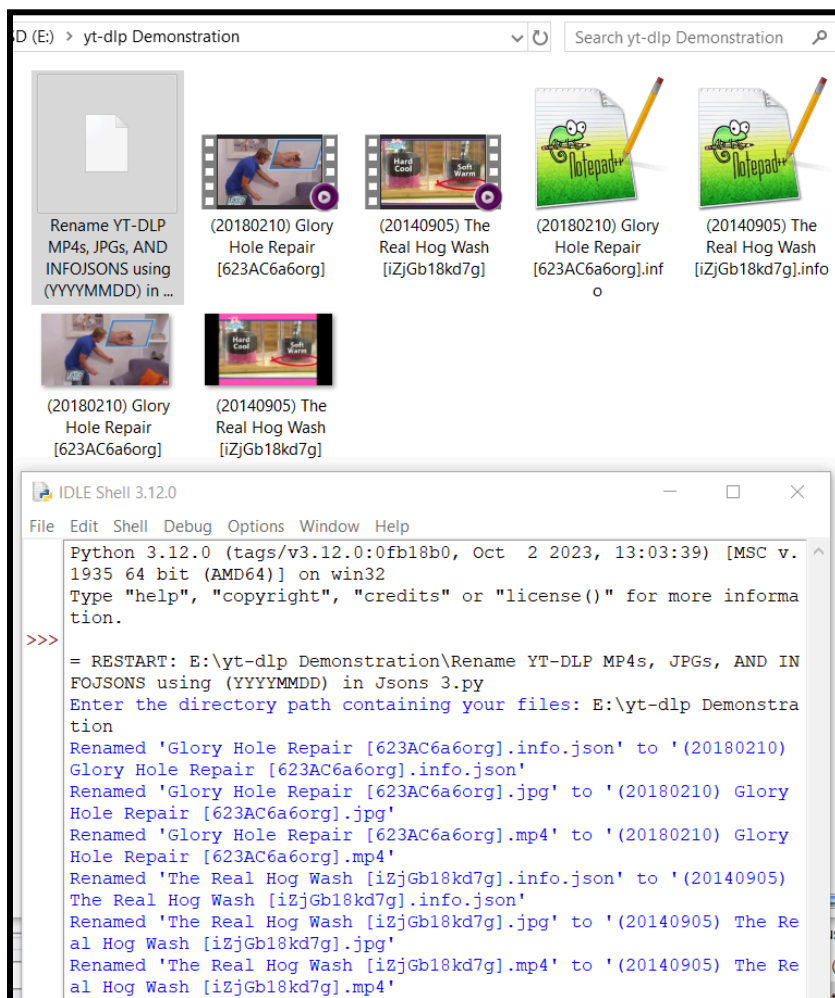 SD (E:) > yt-dlp Demonstration
Search yt-dlp Demonstration
Rename YT-DLP
MP4s, JPGs, AND
INFOJSONS using
(YYYYMMDD) in ...
(20180210) Glory
Hole Repair
[623AC6a6org]
Hard
Cool
Soft
Warm
(20140905) The
Real Hog Wash
[iZjGb18kd7g]
Notepad++
(20180210) Glory
Hole Repair
[623AC6a6org].inf
o
Notepad++
(20140905) The
Real Hog Wash
[iZjGb18kd7g].info
(20180210) Glory
Hole Repair
[623AC6a6org]
Hard
Cool
Soft
Warm
(20140905) The
Real Hog Wash
[iZjGb18kd7g]
IDLE Shell 3.12.0
File Edit Shell Debug Options Window Help
Python 3.12.0 (tags/v3.12.0:0fb18b0, Oct  2 2023, 13:03:39) [MSC v.
1935 64 bit (AMD64)] on win32
Type "help", "copyright", "credits" or "license()" for more informa
tion.
>>>
= RESTART: E:\yt-dlp Demonstration\Rename YT-DLP MP4s, JPGs, AND IN
FOJSONS using (YYYYMMDD) in Jsons 3.py
Enter the directory path containing your files: E:\yt-dlp Demonstra
tion
Renamed 'Glory Hole Repair [623AC6a6org].info.json' to '(20180210)
Glory Hole Repair [623AC6a6org].info.json'
Renamed 'Glory Hole Repair [623AC6a6org].jpg' to '(20180210) Glory
Hole Repair [623AC6a6org].jpg'
Renamed 'Glory Hole Repair [623AC6a6org].mp4' to '(20180210) Glory
Hole Repair [623AC6a6org].mp4'
Renamed 'The Real Hog Wash [iZjGb18kd7g].info.json' to '(20140905)
The Real Hog Wash [iZjGb18kd7g].info.json'
Renamed 'The Real Hog Wash [iZjGb18kd7g].jpg' to '(20140905) The Re
al Hog Wash [iZjGb18kd7g].jpg'
Renamed 'The Real Hog Wash [iZjGb18kd7g].mp4' to '(20140905) The Re
al Hog Wash [iZjGb18kd7g].mp4'